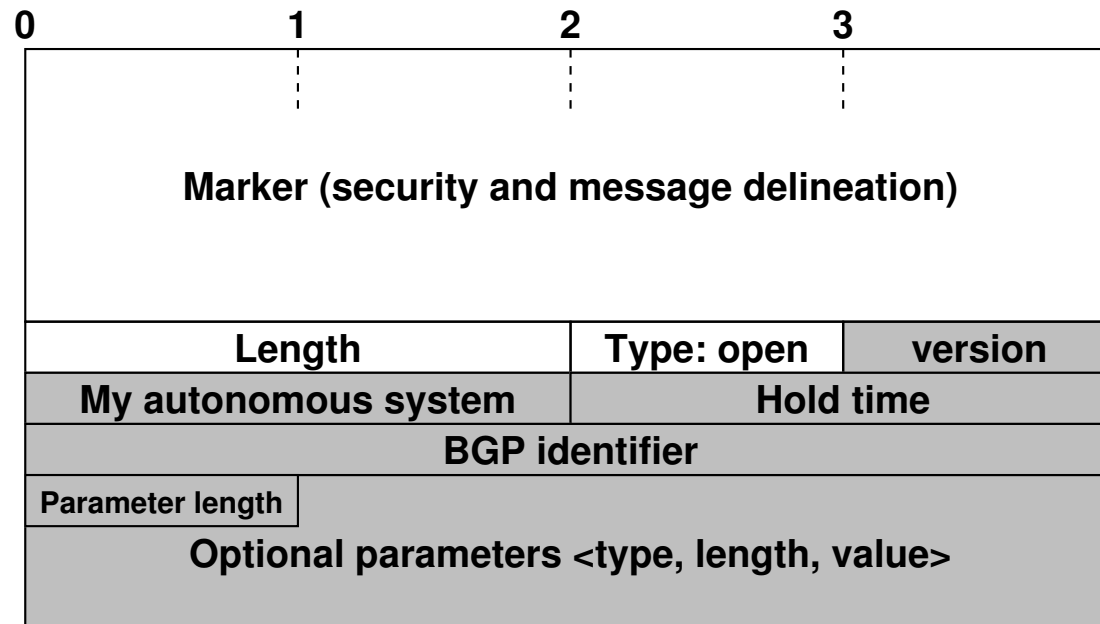 0 1 2 3
Marker (security and message delineation)
Length Type: open version
My autonomous system Hold time
BGP identifier
Parameter length
Optional parameters <type, length, value>